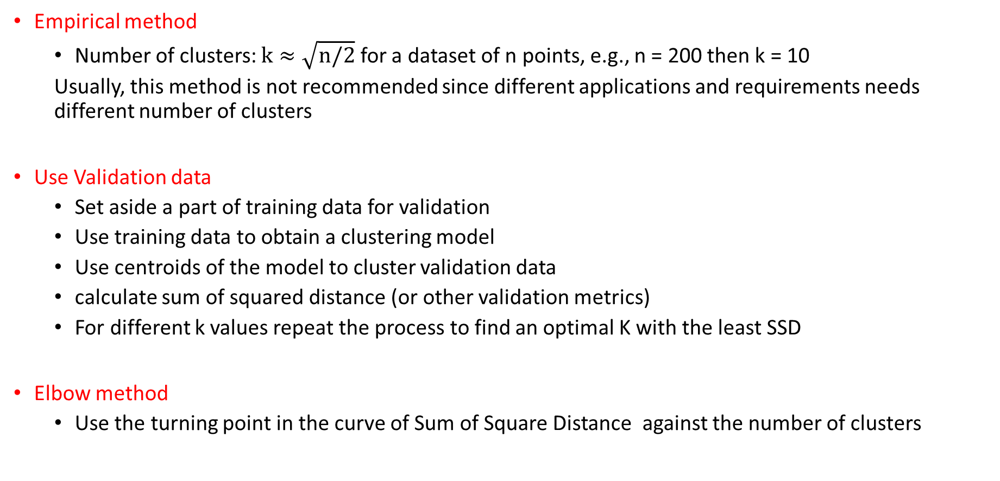 • Empirical method
• Number of clusters: k ≈ √n/2 for a dataset of n points, e.g., n = 200 then k = 10
Usually, this method is not recommended since different applications and requirements needs
different number of clusters
• Use Validation data
• Set aside a part of training data for validation
• Use training data to obtain a clustering model
• Use centroids of the model to cluster validation data
• calculate sum of squared distance (or other validation metrics)
• For different k values repeat the process to find an optimal K with the least SSD
• Elbow method
• Use the turning point in the curve of Sum of Square Distance  against the number of clusters